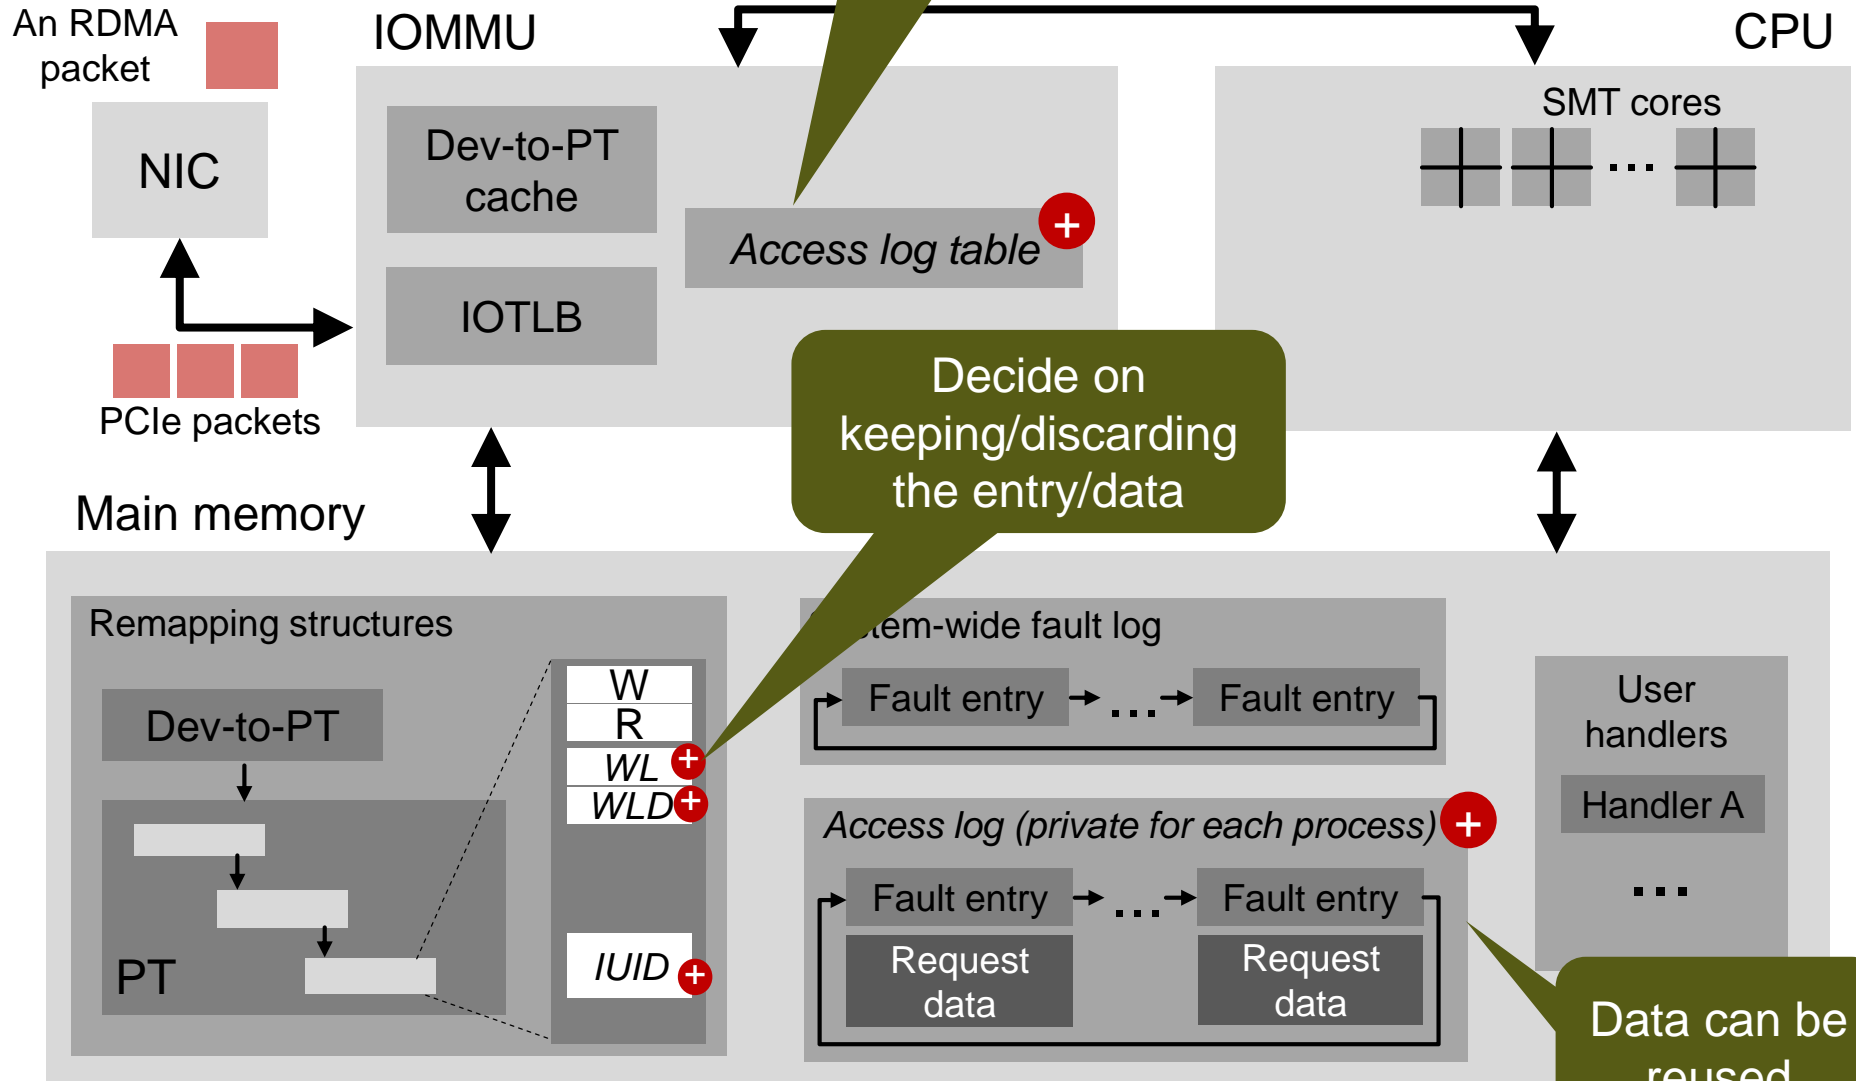 An RDMA
packet
IOMMU
CPU
NIC
Dev-to-PT
cache
Access log table
+
IOTLB
SMT cores
...
PCIe packets
Decide on
keeping/discarding
the entry/data
Main memory
Remapping structures
Dev-to-PT
PT
W
R
WL
+
WLD
+
IUID
+
tem-wide fault log
Fault entry
...
Fault entry
Access log (private for each process)
+
Fault entry
...
Fault entry
Request
data
Request
data
User
handlers
Handler A
...
Data can be
reused